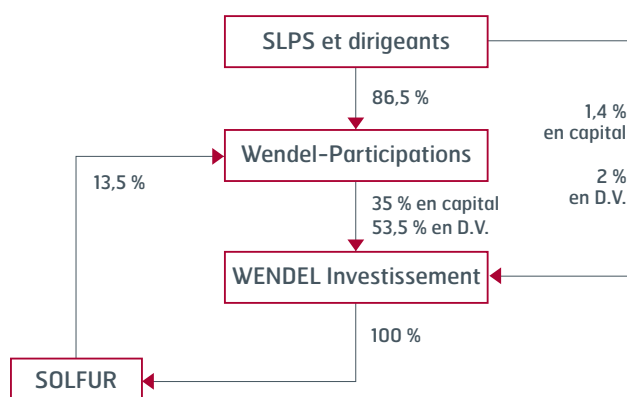 SLPS et dirigeants
86,5 %
1,4 %
en capital
2 %
en D.V.
Wendel-Participations
13,5 %
35 % en capital
53,5 % en D.V.
WENDEL Investissement
100 %
SOLFUR